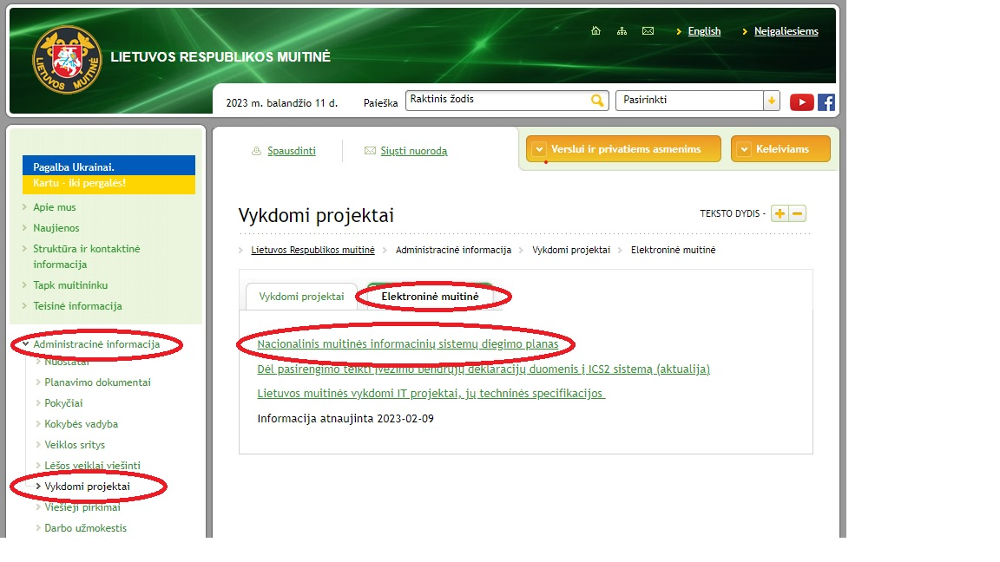 English
Neįgaliesiems
LIETUVOS RESPUBLIKOS MUITINĖ
LIETUVOS MUITINĖ
2023 m. balandžio 11 d.
Paieška
Raktinis žodis
Pasirinkti
Pagalba Ukrainai.
Kartu - iki pergalės!
Apie mus
Naujienos
Struktūra ir kontaktinė
informacija
Tapk muitininku
Teisinė informacija
Administracinė informacija
Nuostatai
Planavimo dokumentai
Pokyčiai
Kokybės vadyba
Veiklos sritys
Lėšos veiklai viešinti
Vykdomi projektai
Viešieji pirkimai
Darbo užmokestis
Spausdinti
Siųsti nuorodą
Verslui ir privatiems asmenims
Keleiviams
Vykdomi projektai
TEKSTO DYDIS -
Lietuvos Respublikos muitinė > Administracinė informacija > Vykdomi projektai > Elektroninė muitinė
Vykdomi projektai
Elektroninė muitinė
Nacionalinis muitinės informacinių sistemų diegimo planas
Dėl pasirengimo teikti įvežimo bendrųjų deklaracijų duomenis į ICS2 sistemą (aktualija)
Lietuvos muitinės vykdomi IT projektai, jų techninės specifikacijos
Informacija atnaujinta 2023-02-09